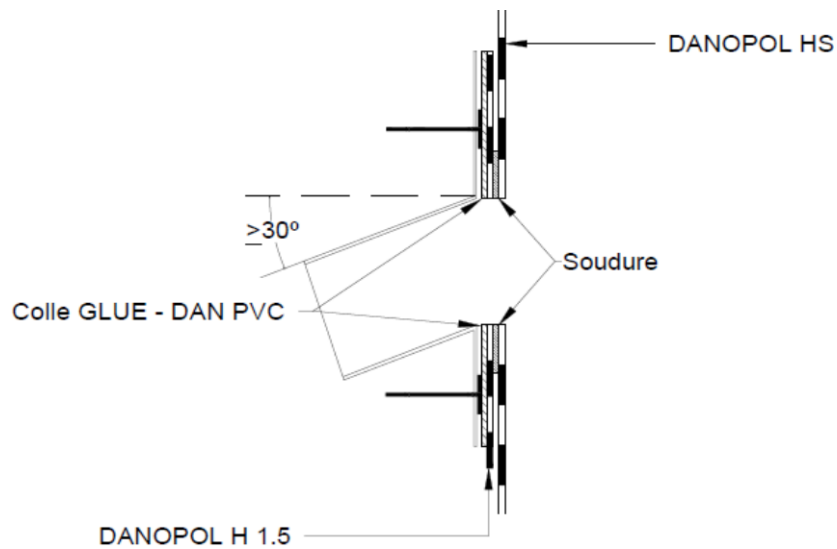 DANOPOL HS
≥30º
Soudure
Colle GLUE - DAN PVC
DANOPOL H 1.5